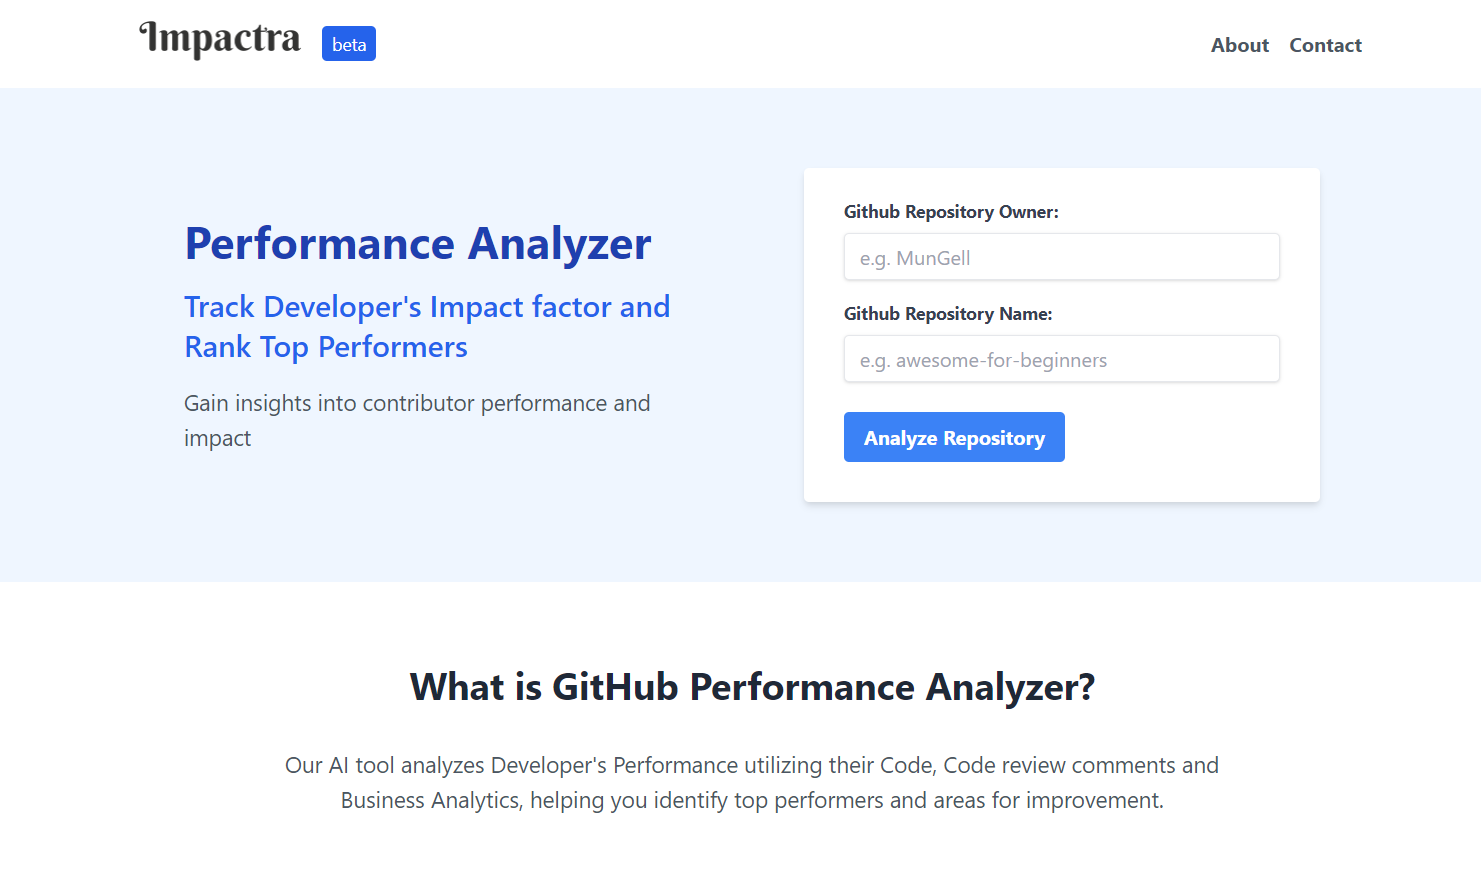 Impactra
beta
About
Contact
Performance Analyzer
Track Developer's Impact factor and
Rank Top Performers
Gain insights into contributor performance and
impact
Github Repository Owner:
e.g. MunGell
Github Repository Name:
e.g. awesome-for-beginners
Analyze Repository
What is GitHub Performance Analyzer?
Our AI tool analyzes Developer's Performance utilizing their Code, Code review comments and
Business Analytics, helping you identify top performers and areas for improvement.